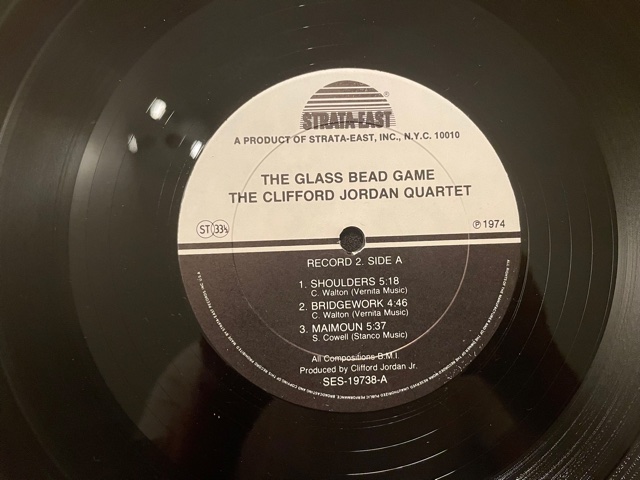 STRATA-EAST®
A PRODUCT OF STRATA-EAST, INC., N.Y.C. 10010
THE GLASS BEAD GAME
THE CLIFFORD JORDAN QUARTET
ST 33⅓
℗ 1974
RECORD 2. SIDE A
1. SHOULDERS 5:18
C. Walton (Vernita Music)
2. BRIDGEWORK 4:46
C. Walton (Vernita Music)
3. MAIMOUN 5:37
S. Cowell (Stanco Music)
All Compositions B.M.I.
Produced by Clifford Jordan Jr.
SES-19738-A